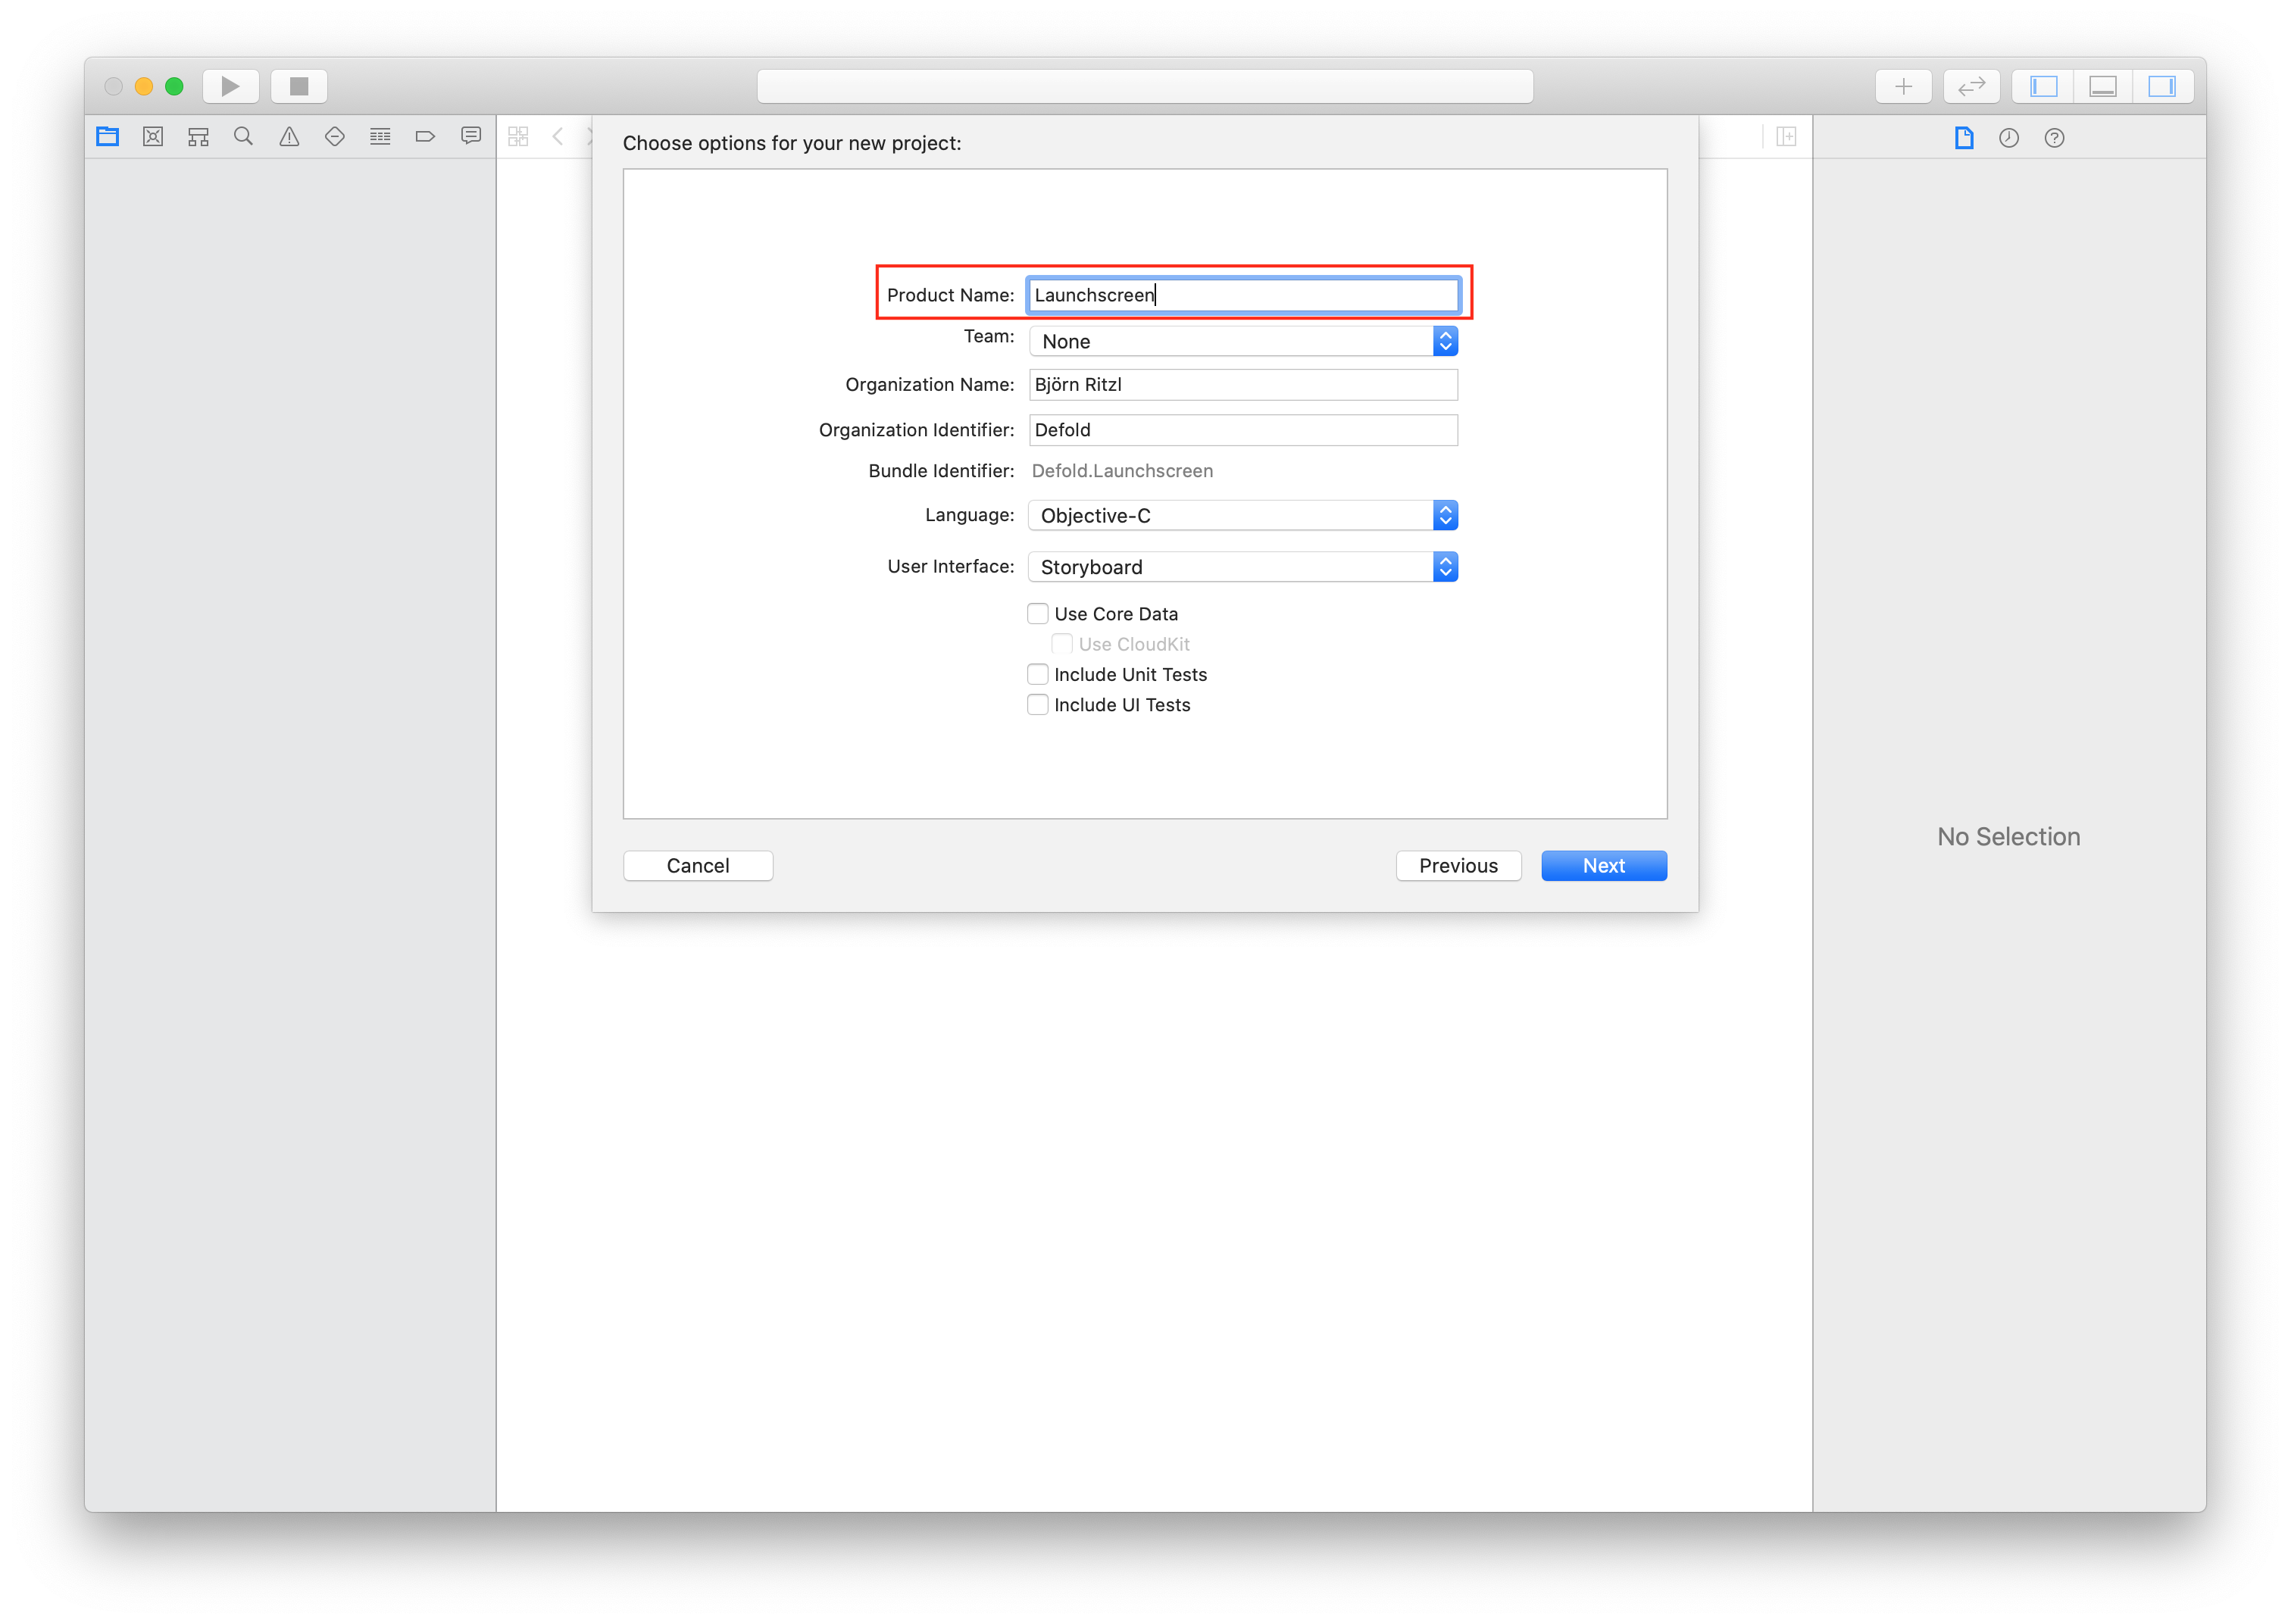 Choose options for your new project:
Product Name: Launchscreen
Team: None
Organization Name: Björn Ritzl
Organization Identifier: Defold
Bundle Identifier: Defold.Launchscreen
Language: Objective-C
User Interface: Storyboard
Use Core Data
Use CloudKit
Include Unit Tests
Include UI Tests
No Selection
Cancel Previous Next